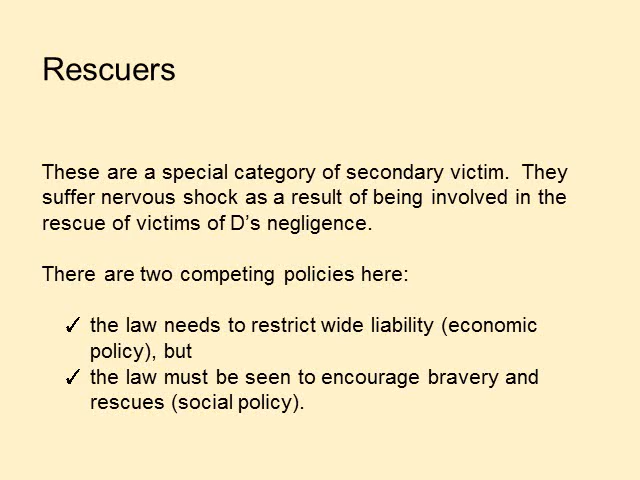 Rescuers
These are a special category of secondary victim.  They
suffer nervous shock as a result of being involved in the
rescue of victims of D’s negligence.
There are two competing policies here:
✓ the law needs to restrict wide liability (economic
policy), but
✓ the law must be seen to encourage bravery and
rescues (social policy).